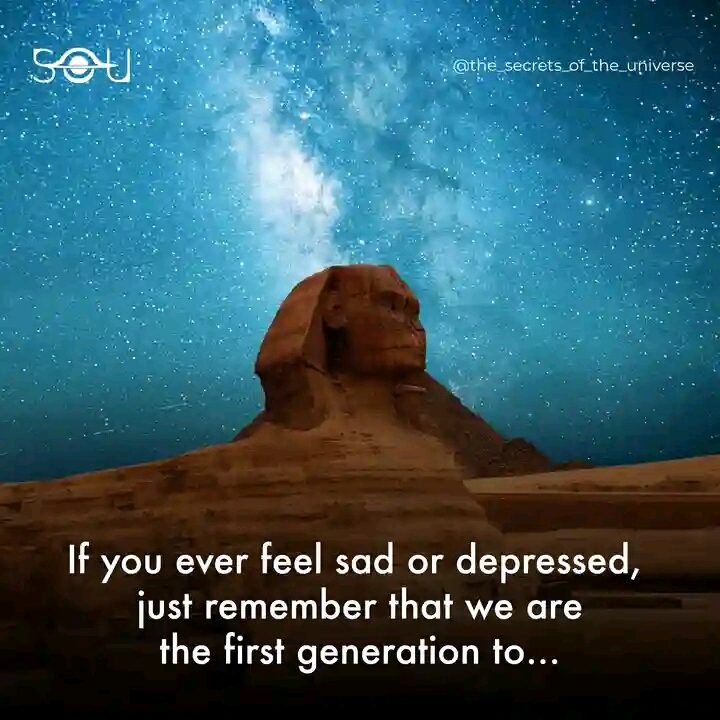 SOU
@the_secrets_of_the_universe
If you ever feel sad or depressed,
just remember that we are
the first generation to...